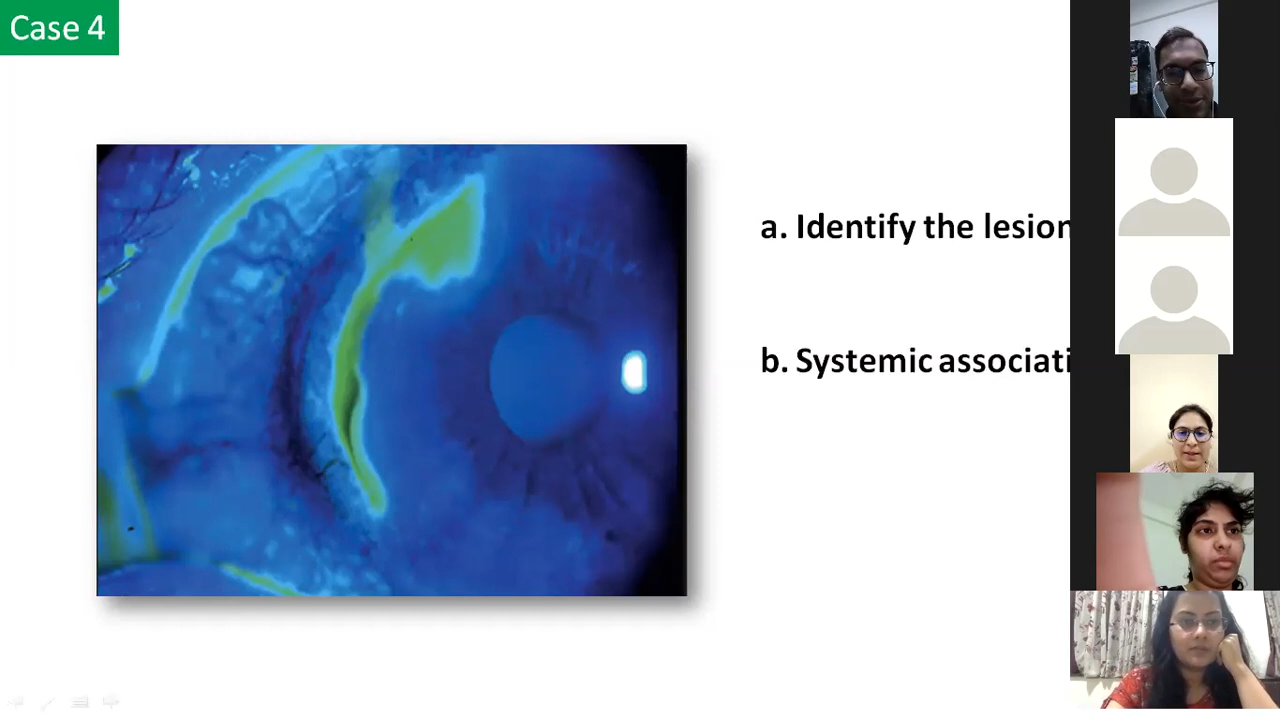 Case 4
a. Identify the lesion
b. Systemic associati